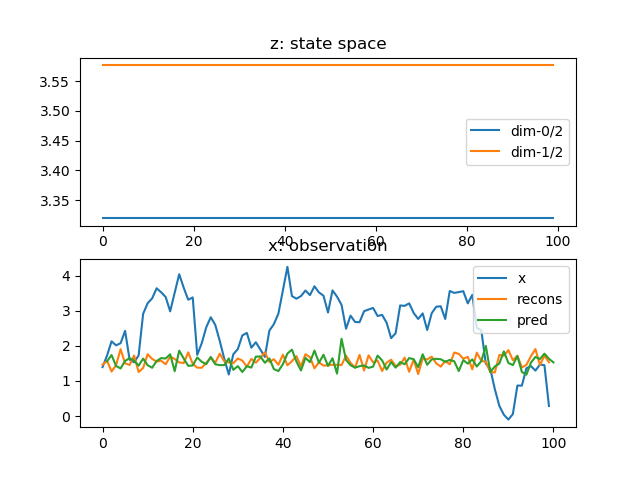 z: state space
3.55
3.50
3.45
3.40
3.35
dim-0/2
dim-1/2
0 20 40 60 80 100
x: observation
4
3
2
1
0
x
recons
pred
0 20 40 60 80 100